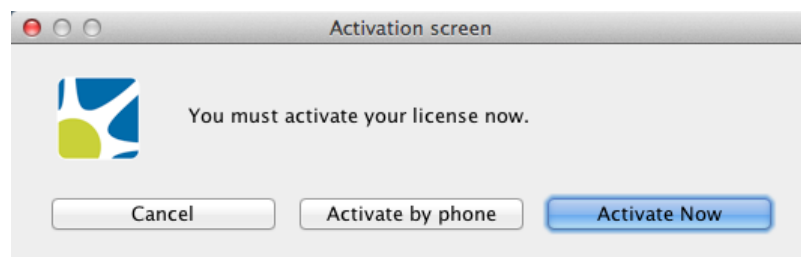 Activation screen
You must activate your license now.
Cancel
Activate by phone
Activate Now